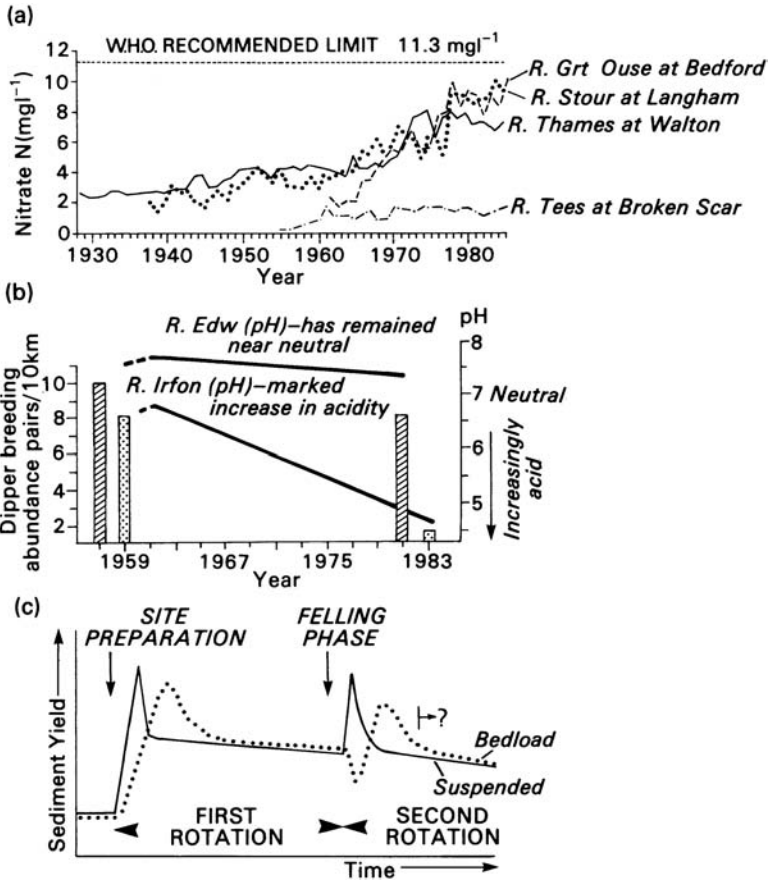 (a)
W.H.O. RECOMMENDED LIMIT 11.3 mgl⁻¹
Nitrate N(mgl⁻¹)
12
10
8
6
4
2
0
R. Grt Ouse at Bedford
R. Stour at Langham
R. Thames at Walton
R. Tees at Broken Scar
1930 1940 1950 1960 1970 1980
Year
(b)
Dipper breeding
abundance pairs/10km
10
8
6
4
2
R. Edw (pH)–has remained
near neutral
R. Irfon (pH)–marked
increase in acidity
pH
8
7 Neutral
6
5
Increasingly
acid
1959 1967 1975 1983
Year
(c)
SITE
PREPARATION
FELLING
PHASE
Sediment Yield
?
Bedload
Suspended
FIRST
ROTATION
SECOND
ROTATION
Time